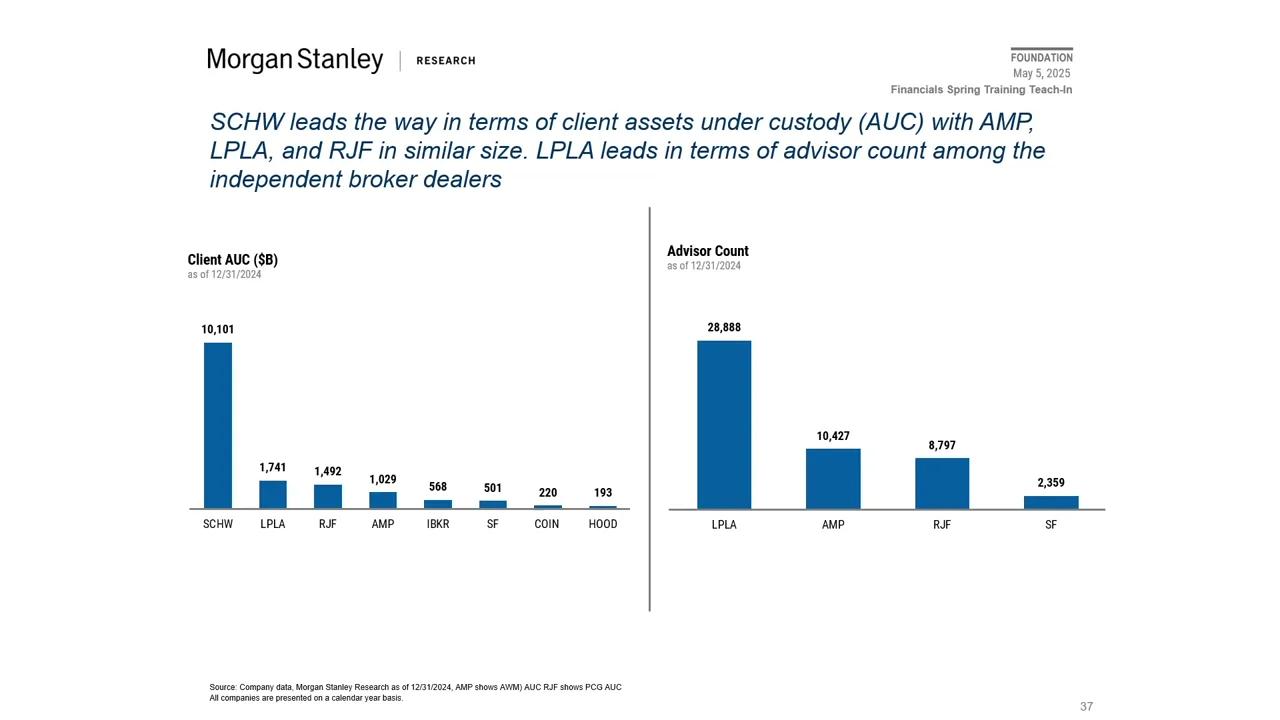 Morgan Stanley | RESEARCH
FOUNDATION
May 5, 2025
Financials Spring Training Teach-In
SCHW leads the way in terms of client assets under custody (AUC) with AMP,
LPLA, and RJF in similar size. LPLA leads in terms of advisor count among the
independent broker dealers
Client AUC ($B)
as of 12/31/2024
10,101
1,741
1,492
1,029
568
501
220
193
SCHW
LPLA
RJF
AMP
IBKR
SF
COIN
HOOD
Advisor Count
as of 12/31/2024
28,888
10,427
8,797
2,359
LPLA
AMP
RJF
SF
Source: Company data, Morgan Stanley Research as of 12/31/2024, AMP shows AWM) AUC RJF shows PCG AUC
All companies are presented on a calendar year basis.
37